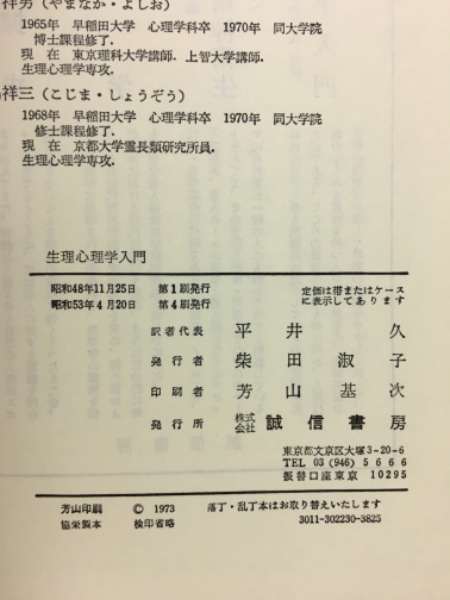 祥男（やまなか・よしお）
1965年 早稲田大学 心理学科卒 1970年 同大学院
博士課程修了．
現 在 東京理科大学講師．上智大学講師．
生理心理学専攻．
祥三（こじま・しょうぞう）
1968年 早稲田大学 心理学科卒 1970年 同大学院
修士課程修了．
現 在 京都大学霊長類研究所員．
生理心理学専攻．
生理心理学入門
昭和48年11月25日 第1刷発行
昭和53年4月20日 第4刷発行
定価は帯またはケース
に表示してあります
訳者代表 平井 久
発行者 柴田淑子
印刷者 芳山基次
発行所 株式会社 誠信書房
東京都文京区大塚3-20-6
TEL 03 (946) 5666
振替口座東京 10295
芳山印刷 © 1973 落丁・乱丁本はお取り替えいたします
協栄製本 検印省略 3011-302230-3825